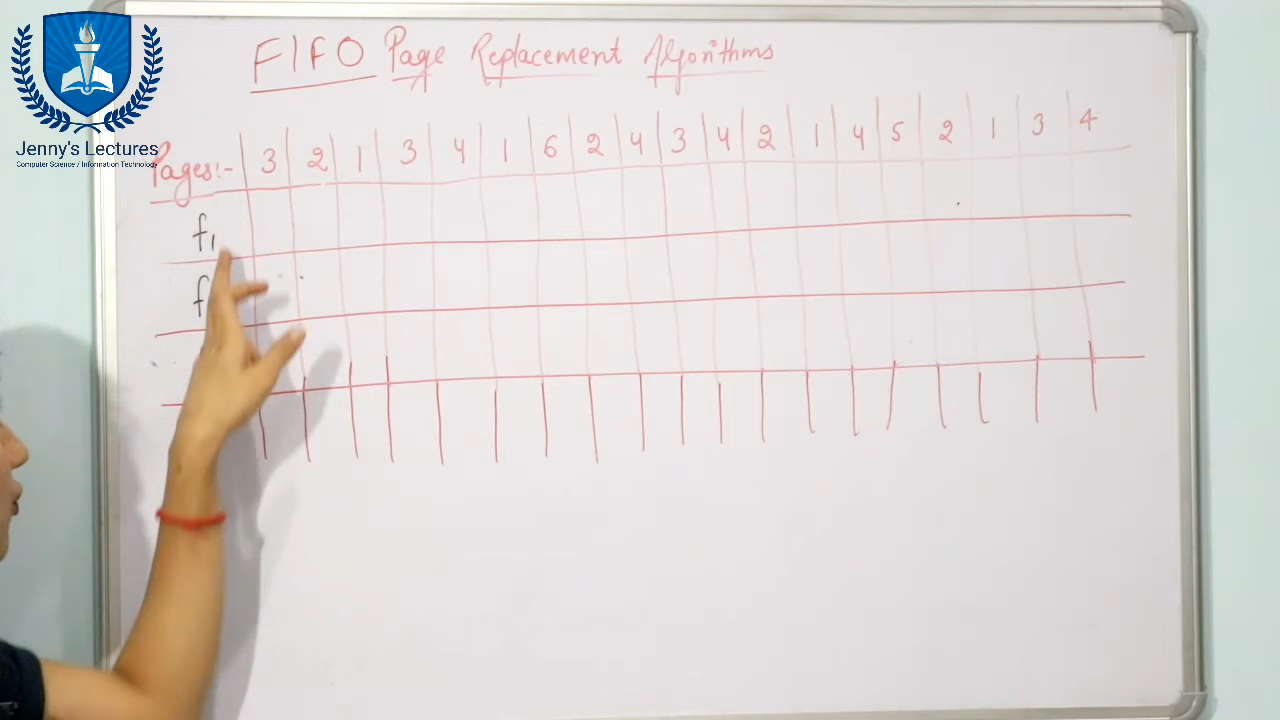 Jenny's Lectures
Computer Science / Information Technology
FIFO Page Replacement Algorithms
Pages:- 3 2 1 3 4 1 6 2 4 3 4 2 1 4 5 2 1 3 4
f1
f